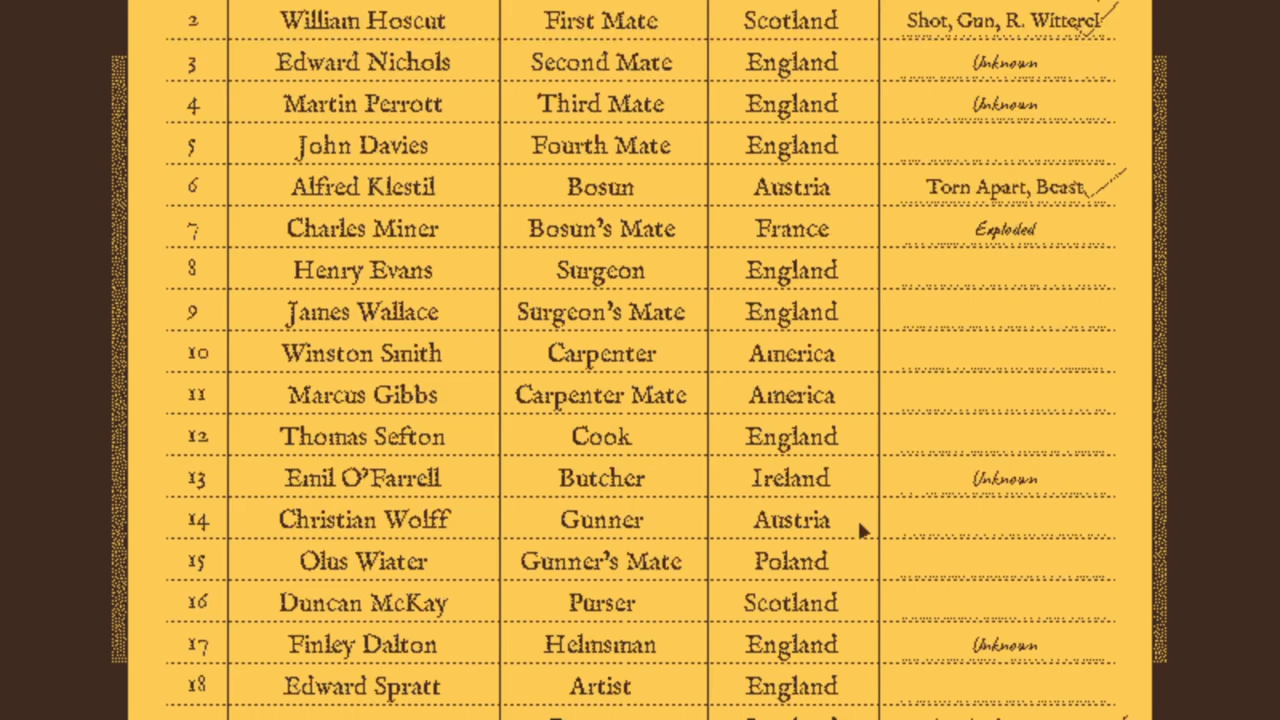 2 William Hoscut First Mate Scotland Shot, Gun, R. Witterel
3 Edward Nichols Second Mate England Unknown
4 Martin Perrott Third Mate England Unknown
5 John Davies Fourth Mate England
6 Alfred Klestil Bosun Austria Torn Apart, Beast
7 Charles Miner Bosun's Mate France Exploded
8 Henry Evans Surgeon England
9 James Wallace Surgeon's Mate England
10 Winston Smith Carpenter America
11 Marcus Gibbs Carpenter Mate America
12 Thomas Sefton Cook England
13 Emil O'Farrell Butcher Ireland Unknown
14 Christian Wolff Gunner Austria
15 Olus Wiater Gunner's Mate Poland
16 Duncan McKay Purser Scotland
17 Finley Dalton Helmsman England Unknown
18 Edward Spratt Artist England